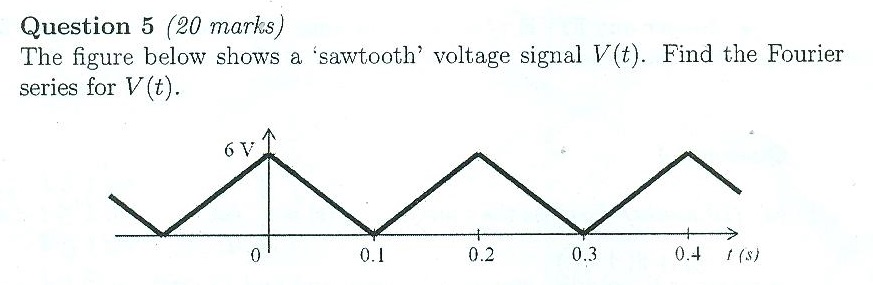 Question 5 (20 marks)
The figure below shows a ‘sawtooth’ voltage signal V(t). Find the Fourier
series for V(t).
6 V
0 0.1 0.2 0.3 0.4 t (s)